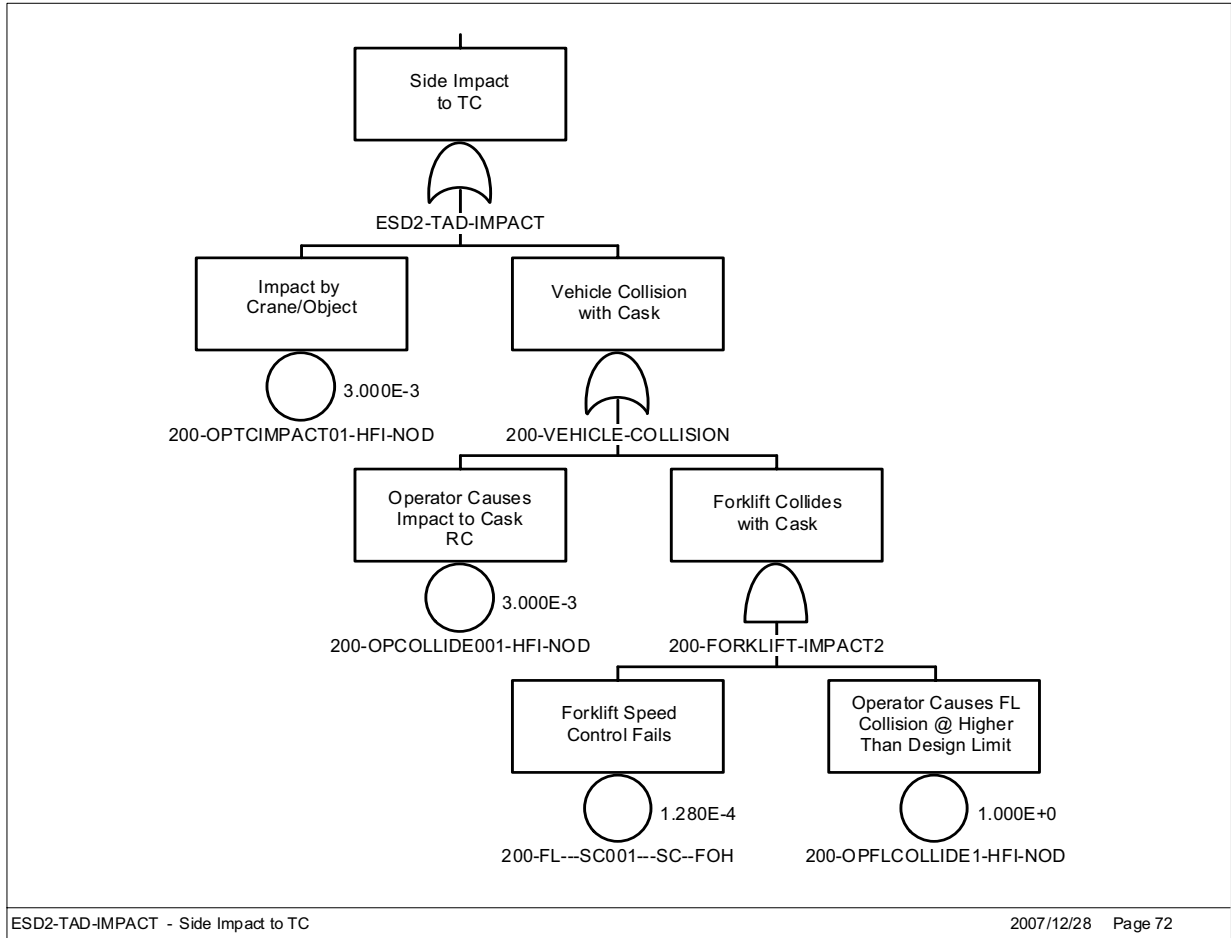 Side Impact
to TC
ESD2-TAD-IMPACT
Impact by
Crane/Object
Vehicle Collision
with Cask
3.000E-3
200-OPTCIMPACT01-HFI-NOD
200-VEHICLE-COLLISION
Operator Causes
Impact to Cask
RC
Forklift Collides
with Cask
3.000E-3
200-OPCOLLIDE001-HFI-NOD
200-FORKLIFT-IMPACT2
Forklift Speed
Control Fails
Operator Causes FL
Collision @ Higher
Than Design Limit
1.280E-4
1.000E+0
200-FL---SC001---SC--FOH
200-OPFLCOLLIDE1-HFI-NOD
ESD2-TAD-IMPACT - Side Impact to TC
2007/12/28 Page 72